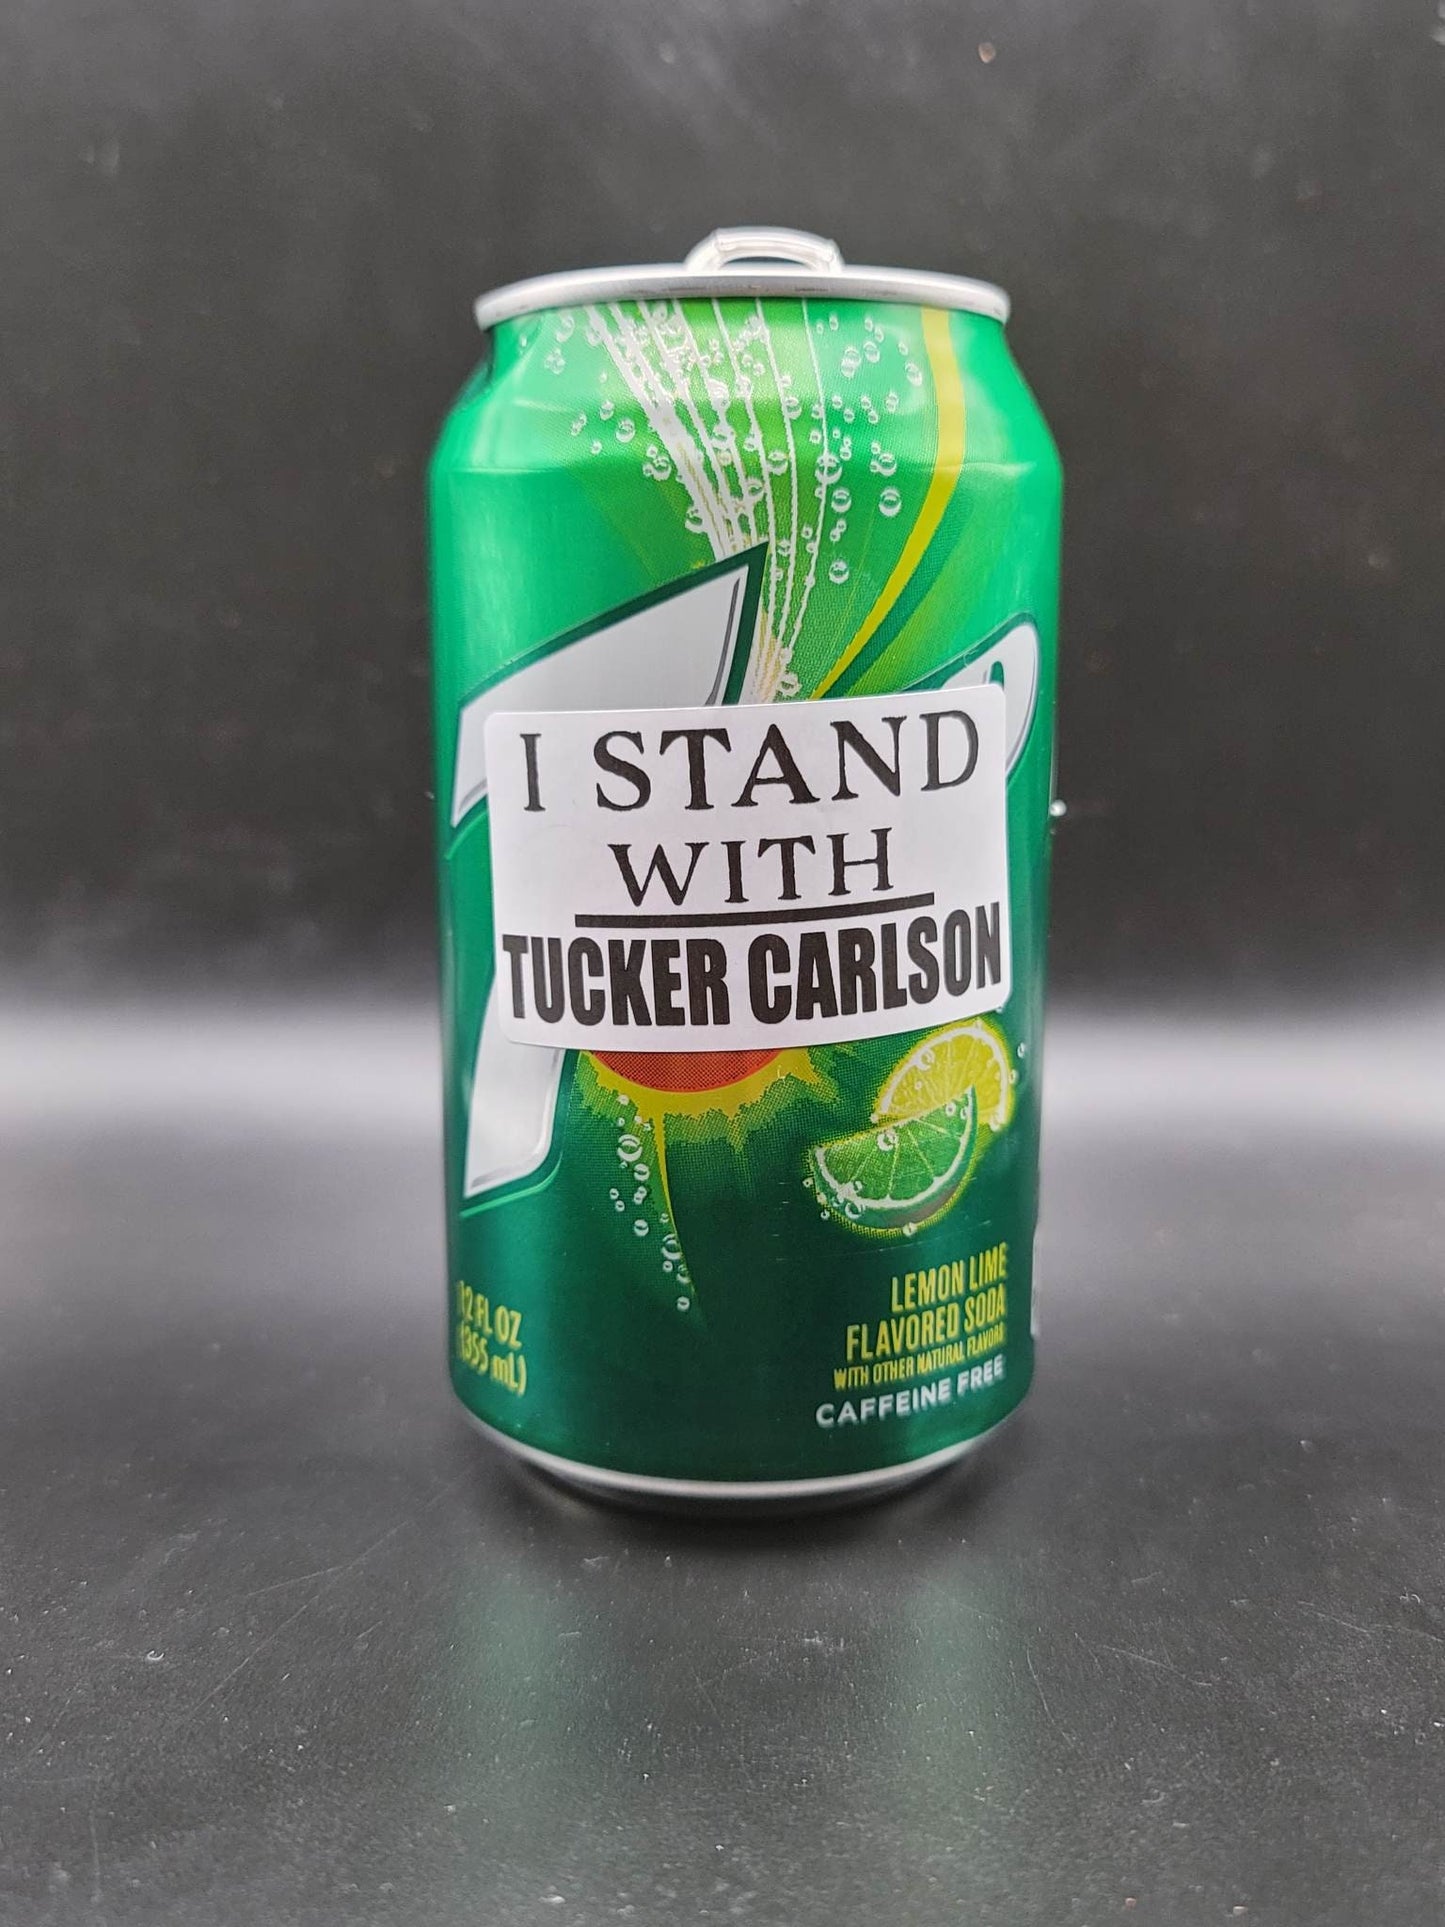 I STAND
WITH
TUCKER CARLSON
12 FL OZ
(355 mL)
LEMON LIME
FLAVORED SODA
WITH OTHER NATURAL FLAVORS
CAFFEINE FREE